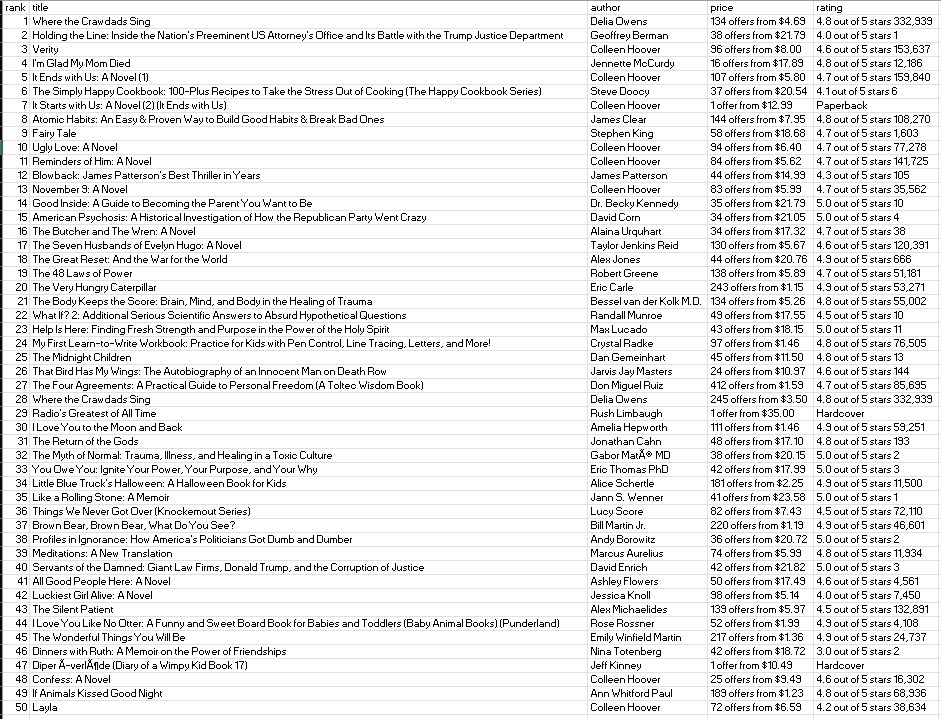 rank title author price rating
1 Where the Crawdads Sing Delia Owens 134 offers from $4.69 4.8 out of 5 stars 332,939
2 Holding the Line: Inside the Nation's Preeminent US Attorney's Office and Its Battle with the Trump Justice Department Geoffrey Berman 38 offers from $21.79 4.0 out of 5 stars 1
3 Verity Colleen Hoover 96 offers from $8.00 4.6 out of 5 stars 153,637
4 I'm Glad My Mom Died Jennette McCurdy 16 offers from $17.89 4.8 out of 5 stars 12,186
5 It Ends with Us: A Novel (1) Colleen Hoover 107 offers from $5.80 4.7 out of 5 stars 159,840
6 The Simply Happy Cookbook: 100-Plus Recipes to Take the Stress Out of Cooking (The Happy Cookbook Series) Steve Doocy 37 offers from $20.54 4.1 out of 5 stars 6
7 It Starts with Us: A Novel (2) (It Ends with Us) Colleen Hoover 1 offer from $12.99 Paperback
8 Atomic Habits: An Easy & Proven Way to Build Good Habits & Break Bad Ones James Clear 144 offers from $7.95 4.8 out of 5 stars 108,270
9 Fairy Tale Stephen King 58 offers from $18.68 4.7 out of 5 stars 1,603
10 Ugly Love: A Novel Colleen Hoover 94 offers from $6.40 4.7 out of 5 stars 77,278
11 Reminders of Him: A Novel Colleen Hoover 84 offers from $5.62 4.7 out of 5 stars 141,725
12 Blowback: James Patterson's Best Thriller in Years James Patterson 44 offers from $14.99 4.3 out of 5 stars 105
13 November 9: A Novel Colleen Hoover 83 offers from $5.99 4.7 out of 5 stars 35,562
14 Good Inside: A Guide to Becoming the Parent You Want to Be Dr. Becky Kennedy 35 offers from $21.79 5.0 out of 5 stars 10
15 American Psychosis: A Historical Investigation of How the Republican Party Went Crazy David Corn 34 offers from $21.05 5.0 out of 5 stars 4
16 The Butcher and The Wren: A Novel Alaina Urquhart 34 offers from $17.32 4.7 out of 5 stars 38
17 The Seven Husbands of Evelyn Hugo: A Novel Taylor Jenkins Reid 130 offers from $5.67 4.6 out of 5 stars 120,391
18 The Great Reset: And the War for the World Alex Jones 44 offers from $20.76 4.9 out of 5 stars 666
19 The 48 Laws of Power Robert Greene 138 offers from $5.89 4.7 out of 5 stars 51,181
20 The Very Hungry Caterpillar Eric Carle 243 offers from $1.15 4.9 out of 5 stars 53,271
21 The Body Keeps the Score: Brain, Mind, and Body in the Healing of Trauma Bessel van der Kolk M.D. 134 offers from $5.26 4.8 out of 5 stars 55,002
22 What If? 2: Additional Serious Scientific Answers to Absurd Hypothetical Questions Randall Munroe 49 offers from $17.55 4.5 out of 5 stars 10
23 Help Is Here: Finding Fresh Strength and Purpose in the Power of the Holy Spirit Max Lucado 43 offers from $18.15 5.0 out of 5 stars 11
24 My First Learn-to-Write Workbook: Practice for Kids with Pen Control, Line Tracing, Letters, and More! Crystal Radke 97 offers from $1.46 4.8 out of 5 stars 76,505
25 The Midnight Children Dan Gemeinhart 45 offers from $11.50 4.8 out of 5 stars 13
26 That Bird Has My Wings: The Autobiography of an Innocent Man on Death Row Jarvis Jay Masters 24 offers from $10.97 4.6 out of 5 stars 144
27 The Four Agreements: A Practical Guide to Personal Freedom (A Toltec Wisdom Book) Don Miguel Ruiz 412 offers from $1.59 4.7 out of 5 stars 85,695
28 Where the Crawdads Sing Delia Owens 245 offers from $3.50 4.8 out of 5 stars 332,939
29 Radio's Greatest of All Time Rush Limbaugh 1 offer from $35.00 Hardcover
30 I Love You to the Moon and Back Amelia Hepworth 111 offers from $1.46 4.9 out of 5 stars 59,251
31 The Return of the Gods Jonathan Cahn 48 offers from $17.10 4.8 out of 5 stars 193
32 The Myth of Normal: Trauma, Illness, and Healing in a Toxic Culture Gabor MatÃ® MD 38 offers from $20.15 5.0 out of 5 stars 2
33 You Owe You: Ignite Your Power, Your Purpose, and Your Why Eric Thomas PhD 42 offers from $17.99 5.0 out of 5 stars 3
34 Little Blue Truck's Halloween: A Halloween Book for Kids Alice Schertle 181 offers from $2.25 4.9 out of 5 stars 11,500
35 Like a Rolling Stone: A Memoir Jann S. Wenner 41 offers from $23.58 5.0 out of 5 stars 1
36 Things We Never Got Over (Knockemout Series) Lucy Score 82 offers from $7.43 4.5 out of 5 stars 72,110
37 Brown Bear, Brown Bear, What Do You See? Bill Martin Jr. 220 offers from $1.19 4.9 out of 5 stars 46,601
38 Profiles in Ignorance: How America's Politicians Got Dumb and Dumber Andy Borowitz 36 offers from $20.72 5.0 out of 5 stars 2
39 Meditations: A New Translation Marcus Aurelius 74 offers from $5.99 4.8 out of 5 stars 11,934
40 Servants of the Damned: Giant Law Firms, Donald Trump, and the Corruption of Justice David Enrich 42 offers from $21.82 5.0 out of 5 stars 3
41 All Good People Here: A Novel Ashley Flowers 50 offers from $17.49 4.6 out of 5 stars 4,561
42 Luckiest Girl Alive: A Novel Jessica Knoll 98 offers from $5.14 4.0 out of 5 stars 7,450
43 The Silent Patient Alex Michaelides 139 offers from $5.97 4.5 out of 5 stars 132,891
44 I Love You Like No Otter: A Funny and Sweet Board Book for Babies and Toddlers (Baby Animal Books) (Punderland) Rose Rossner 52 offers from $1.99 4.9 out of 5 stars 4,108
45 The Wonderful Things You Will Be Emily Winfield Martin 217 offers from $1.36 4.9 out of 5 stars 24,737
46 Dinners with Ruth: A Memoir on the Power of Friendships Nina Totenberg 42 offers from $18.72 3.0 out of 5 stars 2
47 Diper Ã–verlÃ¶de (Diary of a Wimpy Kid Book 17) Jeff Kinney 1 offer from $10.49 Hardcover
48 Confess: A Novel Colleen Hoover 25 offers from $9.49 4.6 out of 5 stars 16,302
49 If Animals Kissed Good Night Ann Whitford Paul 189 offers from $1.23 4.8 out of 5 stars 68,936
50 Layla Colleen Hoover 72 offers from $6.59 4.2 out of 5 stars 38,634